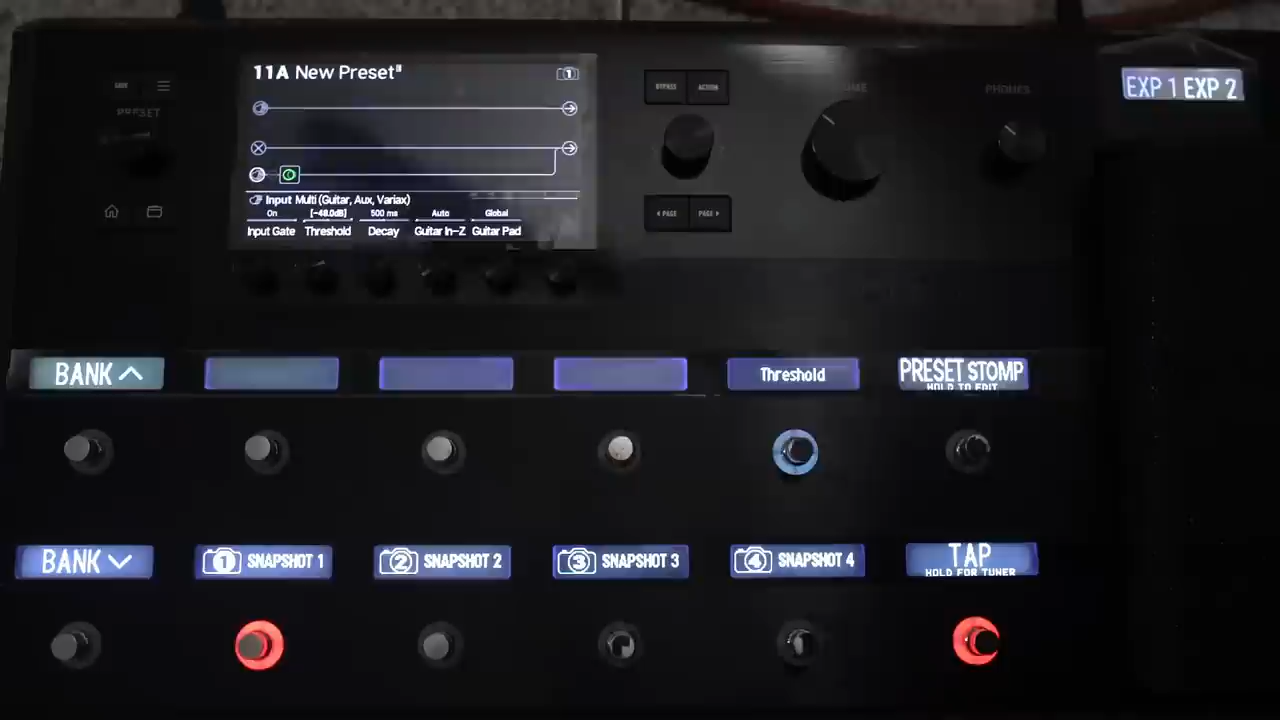 11A New Preset
1
PRESET
Input Multi (Guitar, Aux, Variax)
On [-48.0dB] 500 ms Auto Global
Input Gate Threshold Decay Guitar In-Z Guitar Pad
BYPASS ACTION
PAGE PAGE
PHONES
EXP 1 EXP 2
BANK Threshold PRESET STOMP
HOLD TO EDIT
BANK 1 SNAPSHOT 1 2 SNAPSHOT 2 3 SNAPSHOT 3 4 SNAPSHOT 4 TAP
HOLD FOR TUNER